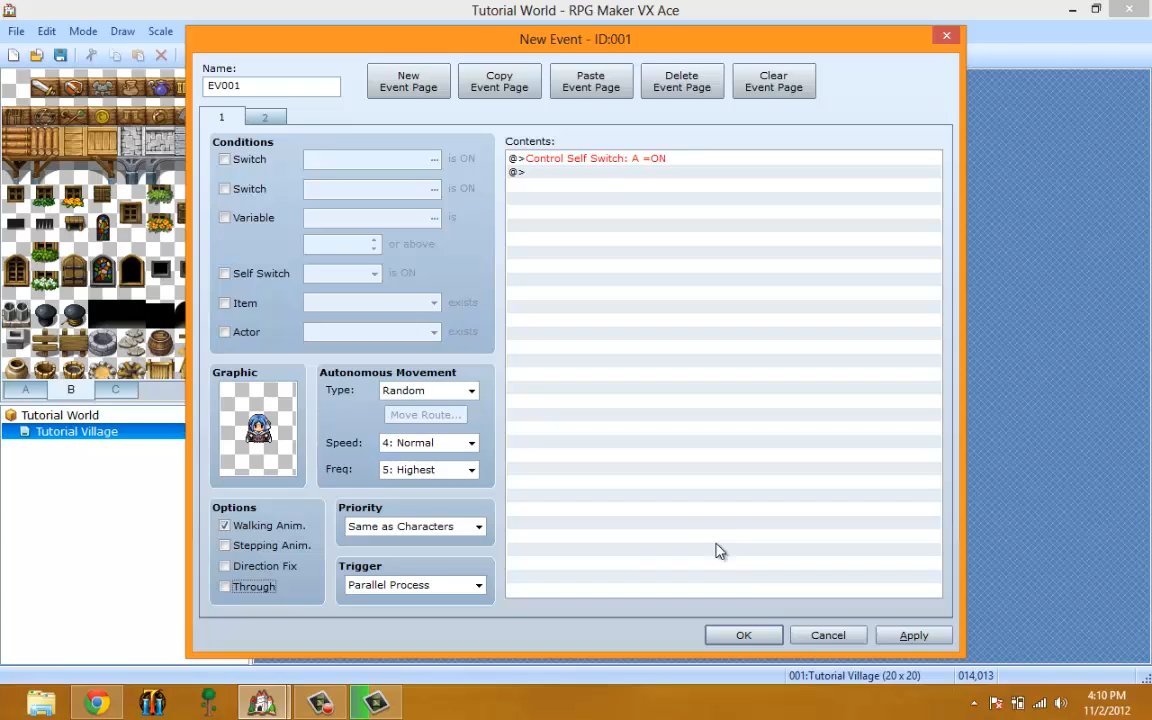 Tutorial World - RPG Maker VX Ace
File Edit Mode Draw Scale
New Event - ID:001
Name:
EV001
New Event Page
Copy Event Page
Paste Event Page
Delete Event Page
Clear Event Page
1 2
Conditions
Switch ... is ON
Switch ... is ON
Variable ... is
or above
Self Switch is ON
Item exists
Actor exists
Contents:
@>Control Self Switch: A =ON
@>
Graphic
Autonomous Movement
Type: Random
Move Route...
Speed: 4: Normal
Freq: 5: Highest
Options
Walking Anim.
Stepping Anim.
Direction Fix
Through
Priority
Same as Characters
Trigger
Parallel Process
OK Cancel Apply
A B C
Tutorial World
Tutorial Village
001:Tutorial Village (20 x 20) 014,013
4:10 PM
11/2/2012